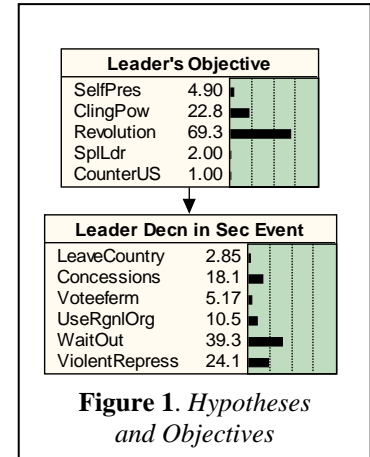 Leader's Objective
SelfPres 4.90
ClingPow 22.8
Revolution 69.3
SplLdr 2.00
CounterUS 1.00
Leader Decn in Sec Event
LeaveCountry 2.85
Concessions 18.1
Voteeferm 5.17
UseRgnlOrg 10.5
WaitOut 39.3
ViolentRepress 24.1
Figure 1. Hypotheses
and Objectives